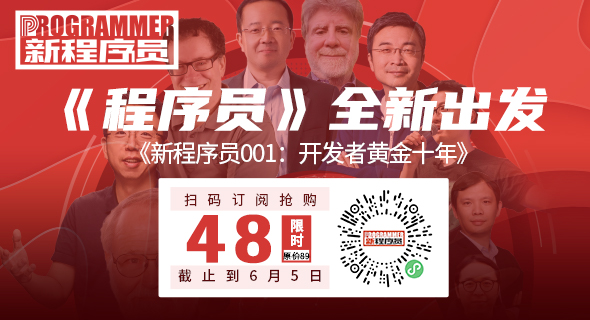 PROGRAMMER
新程序员
《程序员》全新出发
《新程序员001：开发者黄金十年》
扫码订阅抢购
48
限时
原价89
截止到6月5日
PROGRAMMER
新程序员